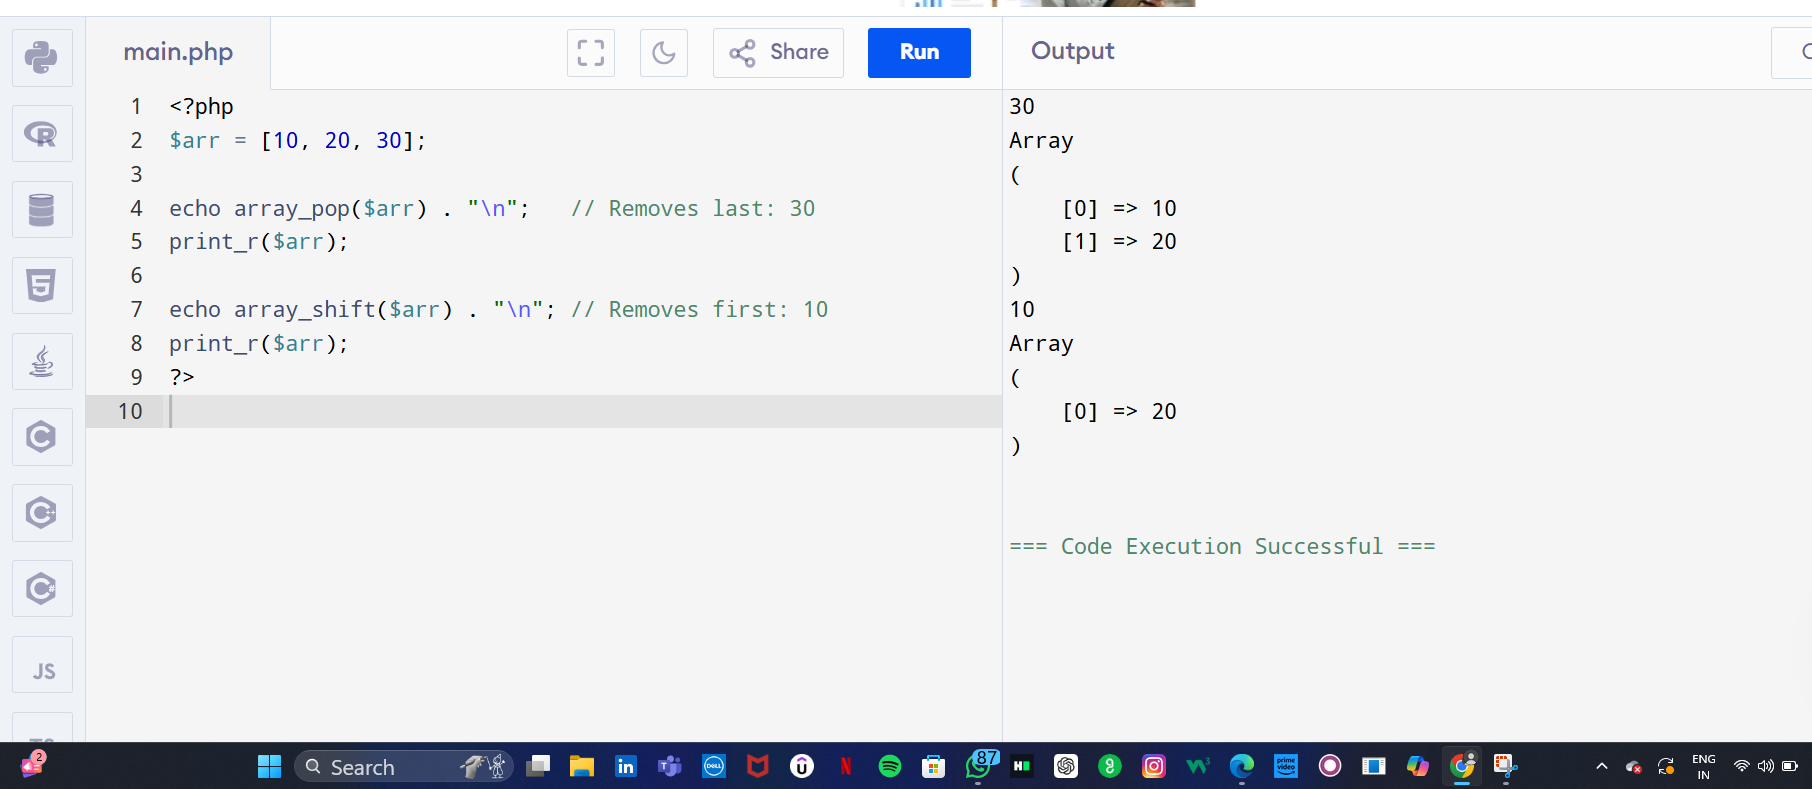 main.php
Share
Run
Output
1 <?php
2 $arr = [10, 20, 30];
3
4 echo array_pop($arr) . "\n";   // Removes last: 30
5 print_r($arr);
6
7 echo array_shift($arr) . "\n"; // Removes first: 10
8 print_r($arr);
9 ?>
10
30
Array
(
    [0] => 10
    [1] => 20
)
10
Array
(
    [0] => 20
)
=== Code Execution Successful ===
JS
2
Search
87
ENG
IN